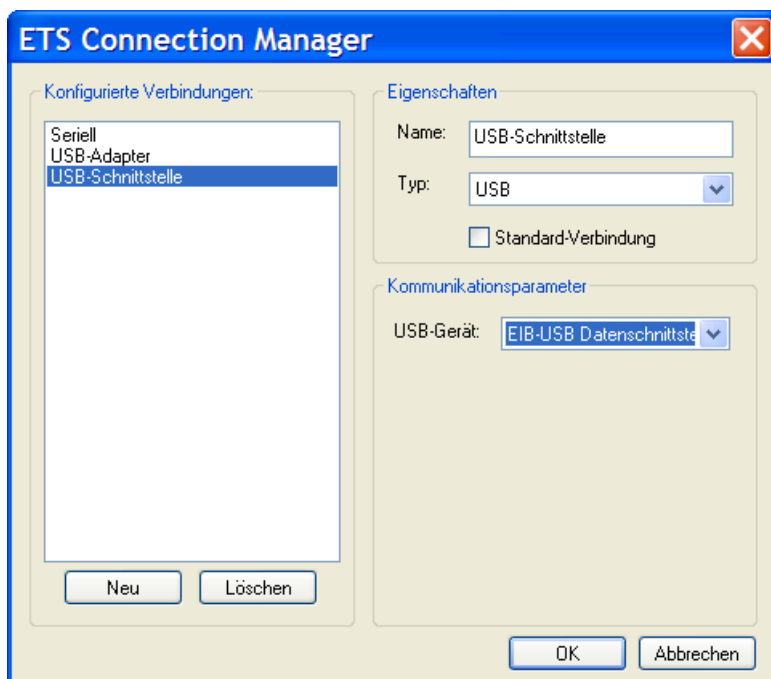 ETS Connection Manager
Konfigurierte Verbindungen:
Seriell
USB-Adapter
USB-Schnittstelle
Neu
Löschen
Eigenschaften
Name: USB-Schnittstelle
Typ: USB
Standard-Verbindung
Kommunikationsparameter
USB-Gerät: EIB-USB Datenschnittste
OK
Abbrechen